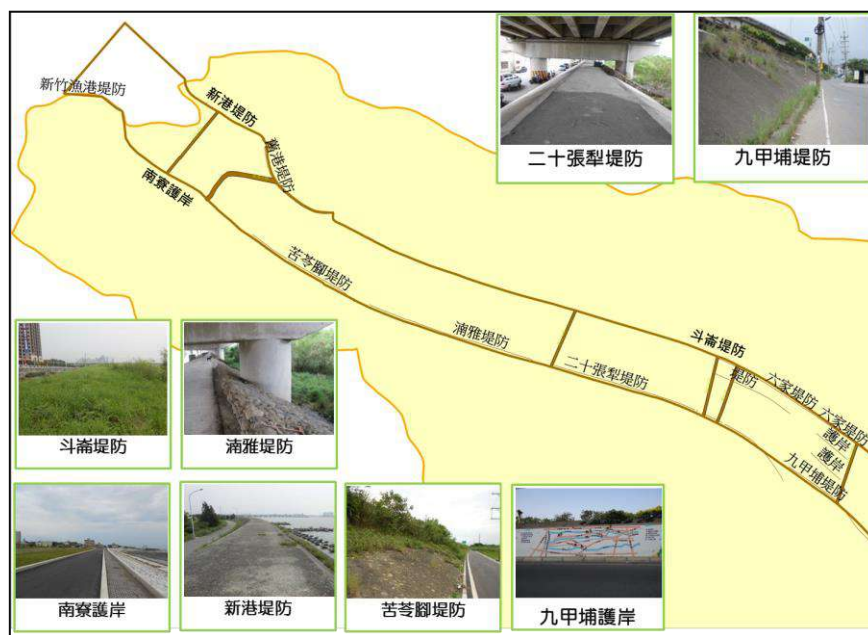 二十張犁堤防
九甲埔堤防
新竹漁港堤防
新港堤防
舊港堤防
南寮護岸
苦苓腳堤防
湳雅堤防
二十張犁堤防
斗崙堤防
堤防
六家堤防
六家堤防
護岸
護岸
九甲埔堤防
斗崙堤防
湳雅堤防
南寮護岸
新港堤防
苦苓腳堤防
九甲埔護岸